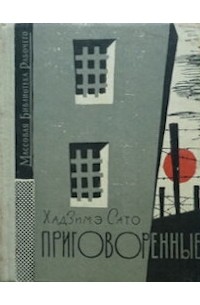 Массовая Библиотека Рабочего
Хадзимэ Сато
ПРИГОВОРЕННЫЕ